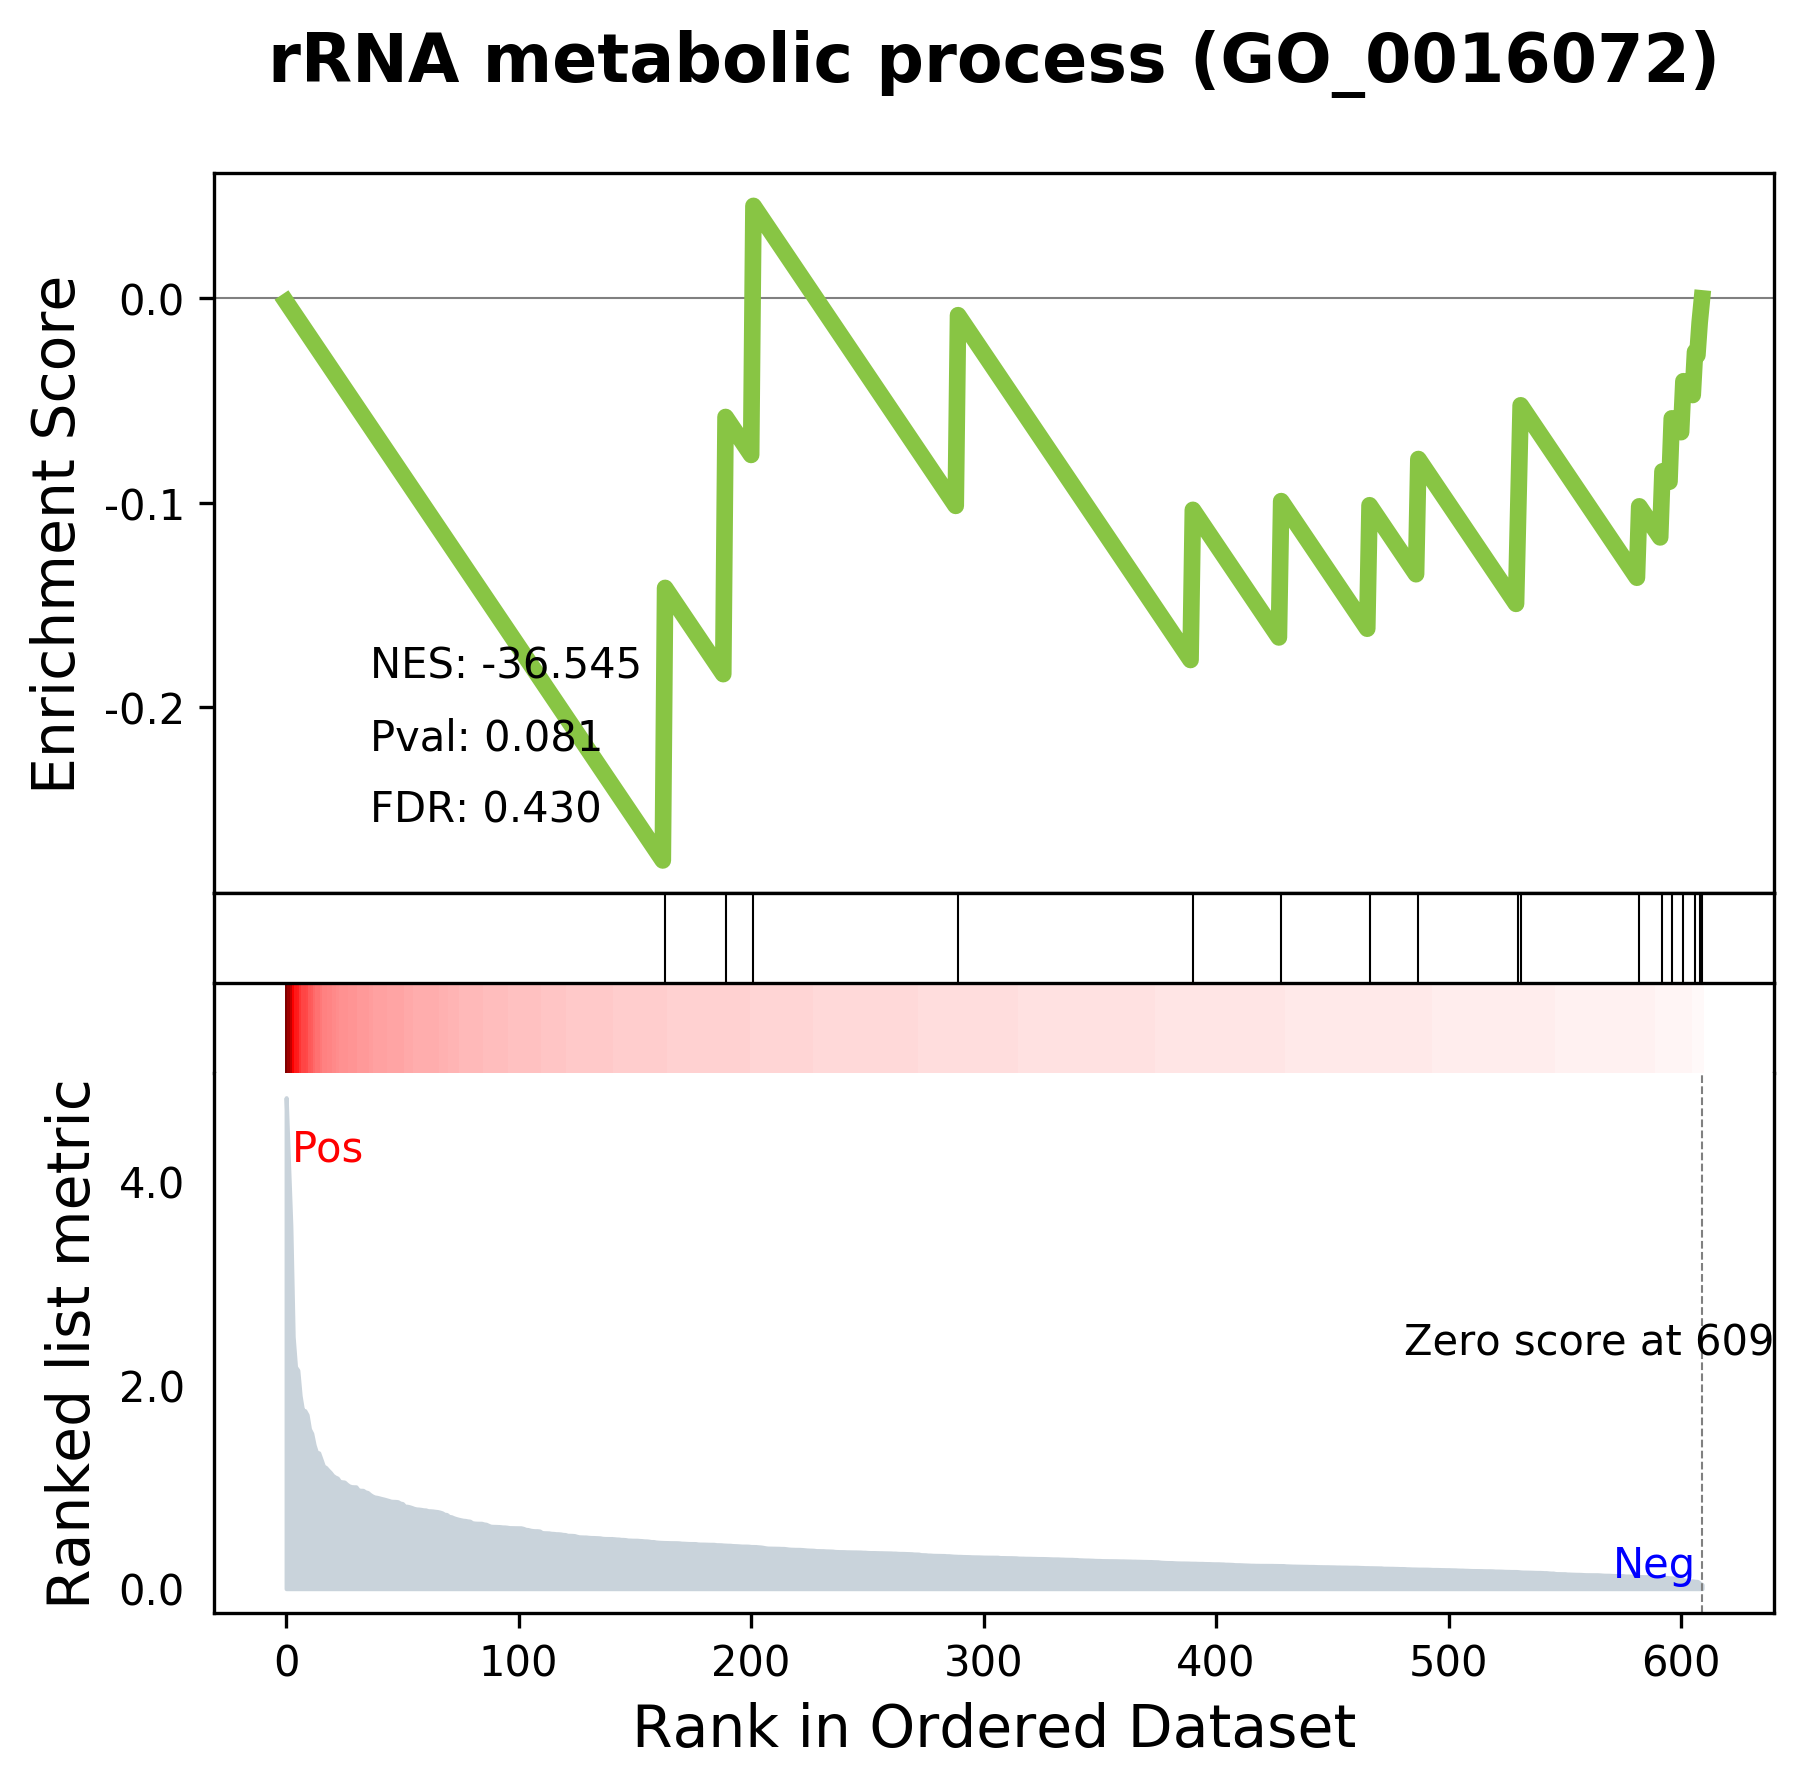 rRNA metabolic process (GO_0016072)
Enrichment Score
0.0
-0.1
-0.2
NES: -36.545
Pval: 0.081
FDR: 0.430
Ranked list metric
4.0
2.0
0.0
Pos
Zero score at 609
Neg
0 100 200 300 400 500 600
Rank in Ordered Dataset